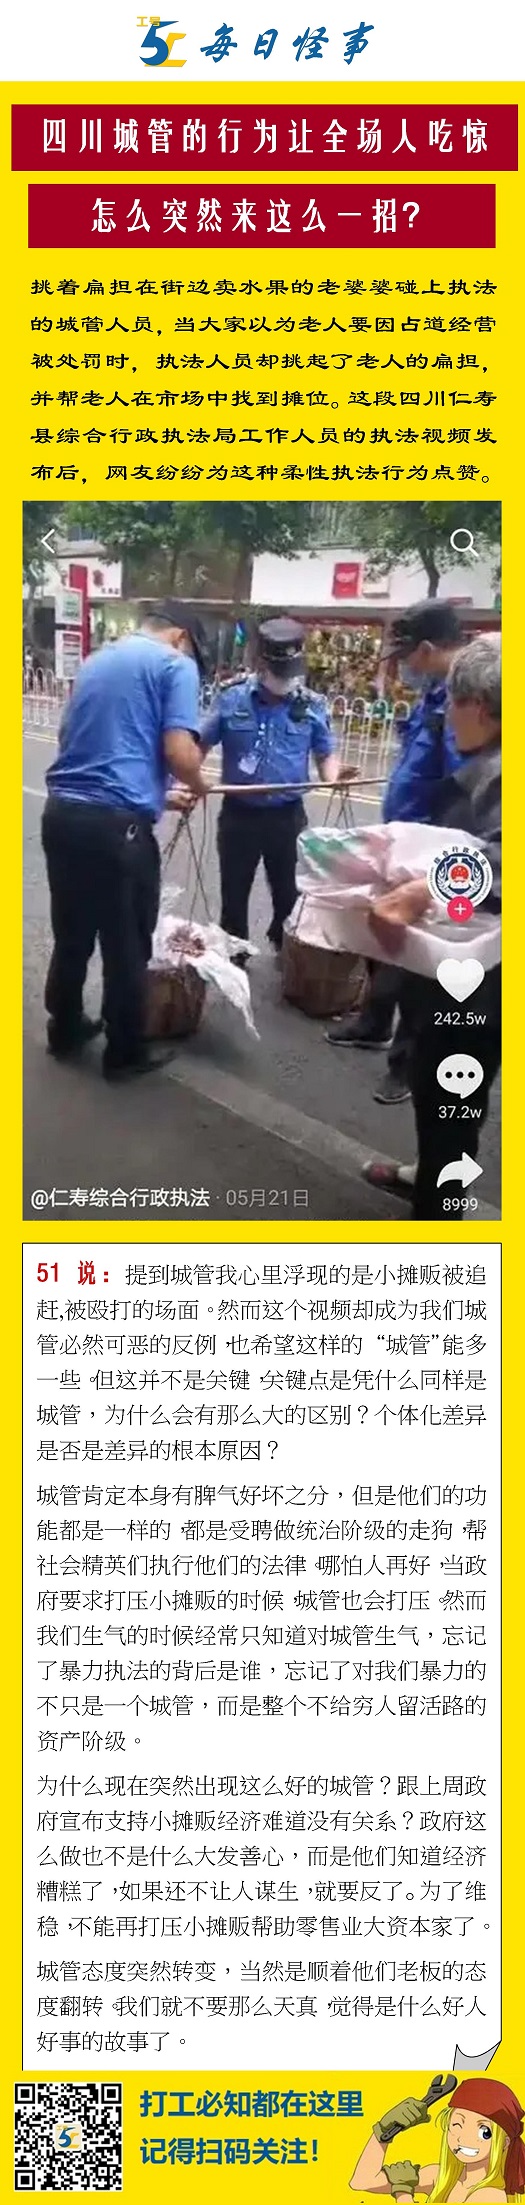 工号
51 每日怪事
四川城管的行为让全场人吃惊
怎么突然来这么一招?
挑着扁担在街边卖水果的老婆婆碰上执法
的城管人员，当大家以为老人要因占道经营
被处罚时，执法人员却挑起了老人的扁担，
并帮老人在市场中找到摊位。这段四川仁寿
县综合行政执法局工作人员的执法视频发
布后，网友纷纷为这种柔性执法行为点赞。
综合行政执法
242.5w
37.2w
8999
@仁寿综合行政执法 · 05月21日
51 说：提到城管我心里浮现的是小摊贩被追
赶,被殴打的场面。然而这个视频却成为我们城
管必然可恶的反例，也希望这样的“城管”能多
一些。但这并不是关键，关键点是凭什么同样是
城管，为什么会有那么大的区别？个体化差异
是否是差异的根本原因？
城管肯定本身有脾气好坏之分，但是他们的功
能都是一样的，都是受聘做统治阶级的走狗，帮
社会精英们执行他们的法律。哪怕人再好，当政
府要求打压小摊贩的时候，城管也会打压。然而
我们生气的时候经常只知道对城管生气，忘记
了暴力执法的背后是谁，忘记了对我们暴力的
不只是一个城管，而是整个不给穷人留活路的
资产阶级。
为什么现在突然出现这么好的城管？跟上周政
府宣布支持小摊贩经济难道没有关系？政府这
么做也不是什么大发善心，而是他们知道经济
糟糕了，如果还不让人谋生，就要反了。为了维
稳，不能再打压小摊贩帮助零售业大资本家了。
城管态度突然转变，当然是顺着他们老板的态
度翻转。我们就不要那么天真，觉得是什么好人
好事的故事了。
打工必知都在这里
记得扫码关注!